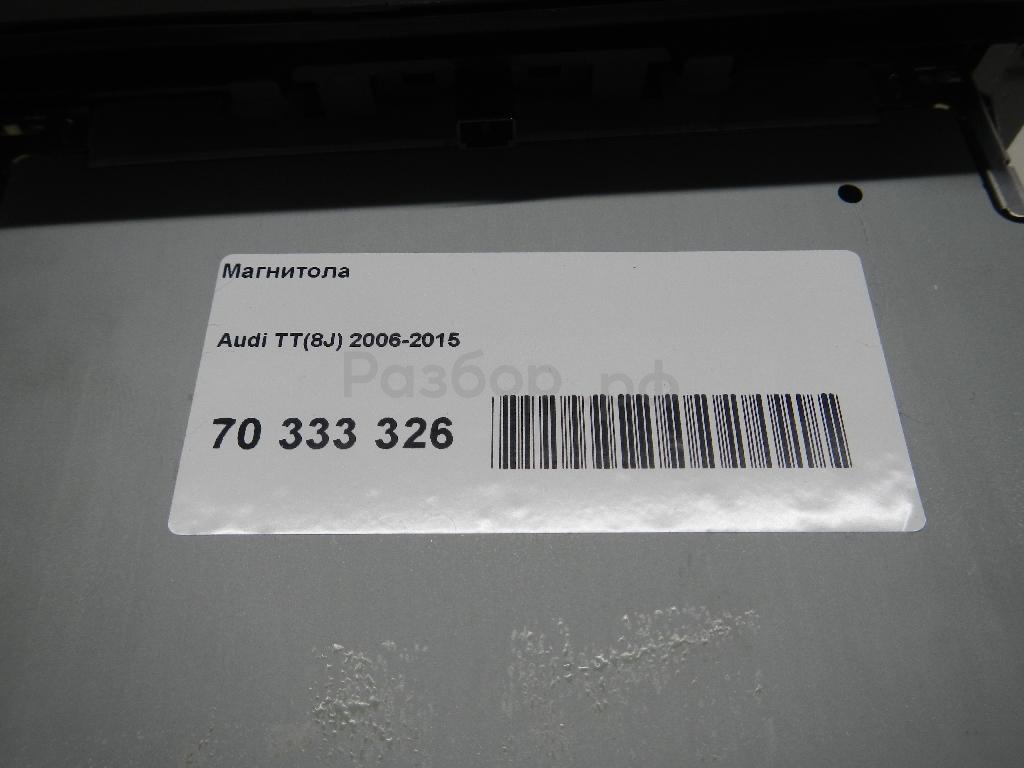 Магнитола
Audi TT(8J) 2006-2015
Разбор.рф
70 333 326